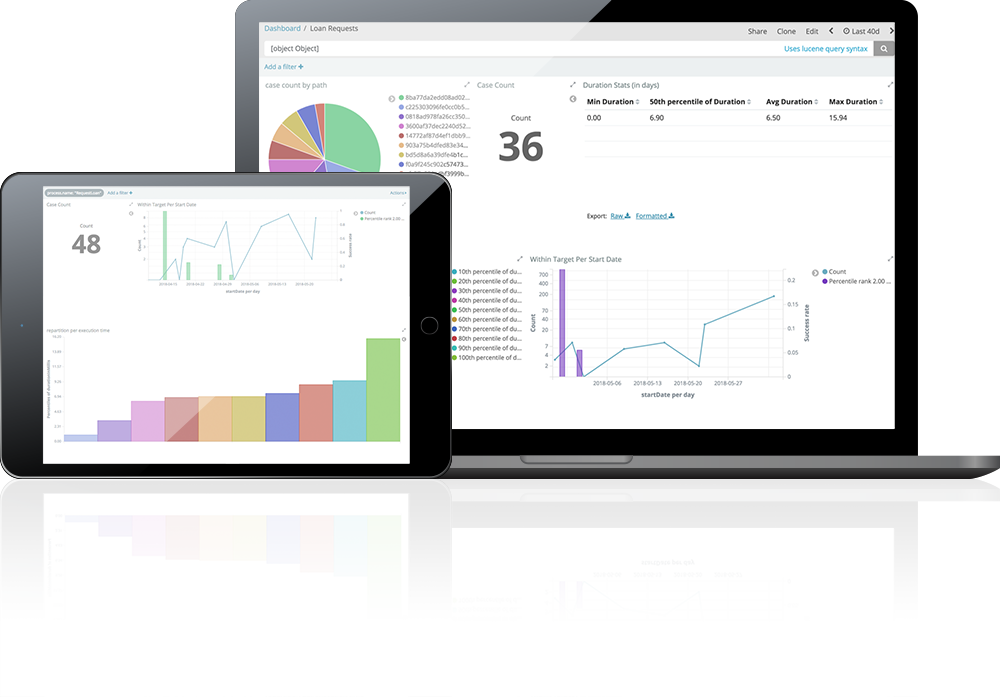 Dashboard / Loan Requests
Share Clone Edit Last 40d
[object Object]
Uses lucene query syntax
Add a filter +
case count by path
8ba77da2edd08ad02...
c225303096fe0cc0b5...
0818ad978fa26cc350...
3600af37dec2240d52...
14772af87d4ef1dbb9...
903a75b4dfed83e34...
bd5d8a6a39dfe4b1c...
f0a9f245c902c57473...
Case Count
Count
36
Duration Stats (in days)
Min Duration 50th percentile of Duration Avg Duration Max Duration
0.00 6.90 6.50 15.94
Export: Raw Formatted
10th percentile of du...
20th percentile of du...
30th percentile of du...
40th percentile of du...
50th percentile of du...
60th percentile of du...
70th percentile of du...
80th percentile of du...
90th percentile of du...
100th percentile of d...
Within Target Per Start Date
Count
Percentile rank 2.00 ...
700
400
200
70
40
20
7
4
2
Count
0.2
0.15
0.1
0.05
0
Success rate
2018-05-06 2018-05-13 2018-05-20 2018-05-27
startDate per day
process.name: "RequestLoan" Add a filter +
Actions
Case Count
Count
48
Within Target Per Start Date
Count
Percentile rank 2.00 ...
Count
Success rate
startDate per day
repartition per execution time